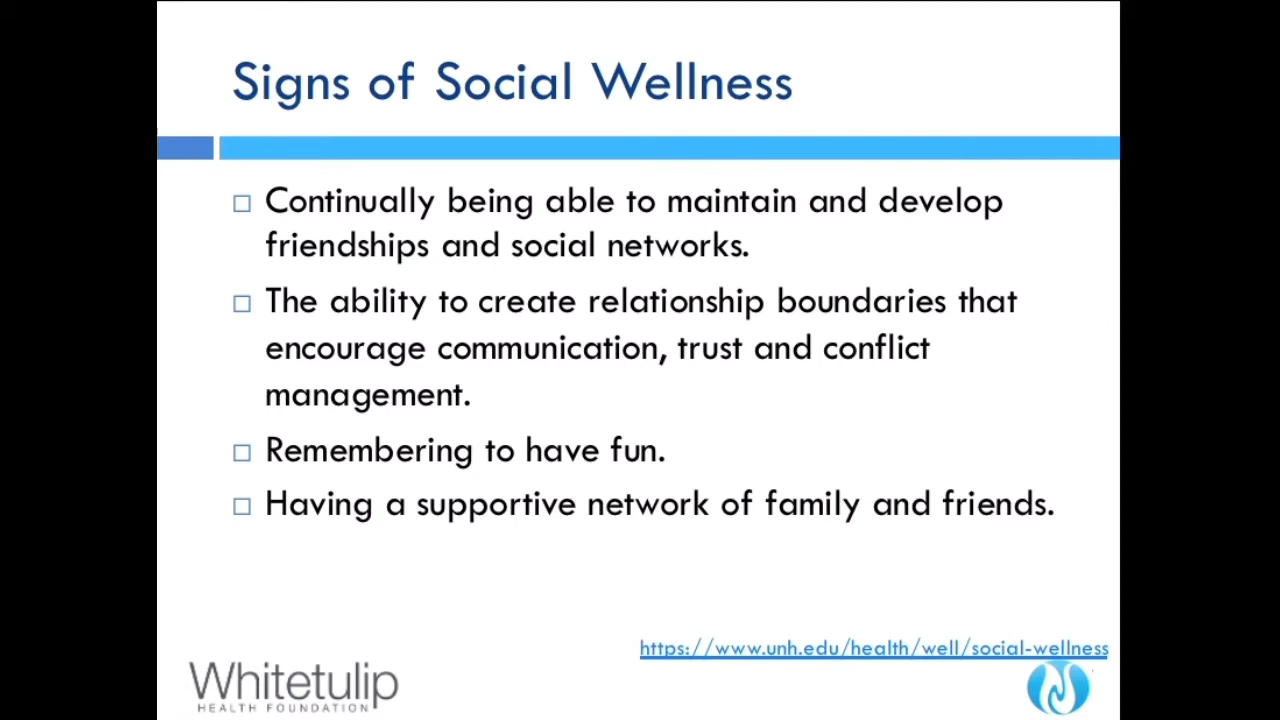 Signs of Social Wellness
Continually being able to maintain and develop
friendships and social networks.
The ability to create relationship boundaries that
encourage communication, trust and conflict
management.
Remembering to have fun.
Having a supportive network of family and friends.
https://www.unh.edu/health/well/social-wellness
Whitetulip
HEALTH FOUNDATION